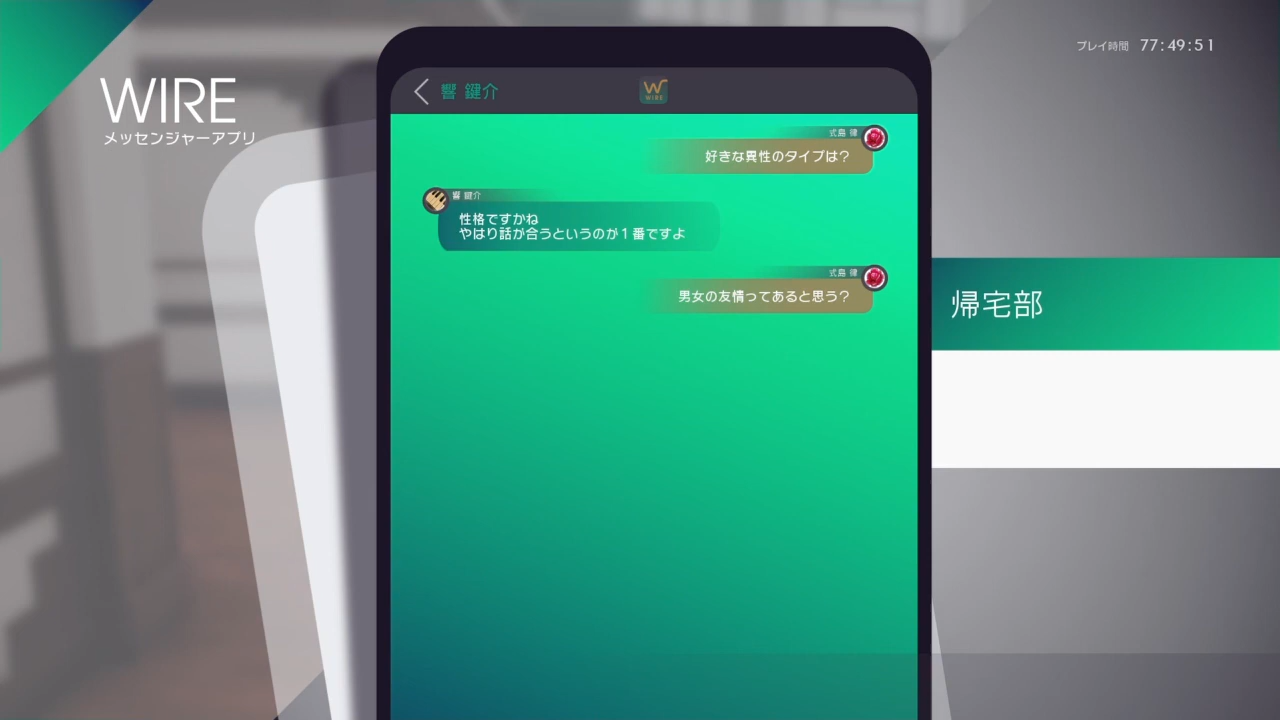 プレイ時間 77:49:51
WIRE
メッセンジャーアプリ
響 鍵介
W
WIRE
式島 律
好きな異性のタイプは?
響 鍵介
性格ですかね
やはり話が合うというのが1番ですよ
式島 律
男女の友情ってあると思う?
帰宅部